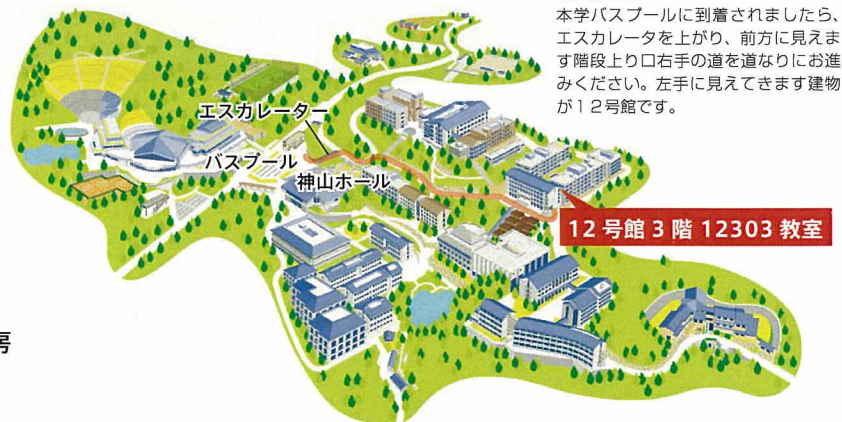 本学バスプールに到着されましたら、
エスカレータを上がり、前方に見えま
す階段上り口右手の道を道なりにお進
みください。左手に見えてきます建物
が12号館です。
エスカレーター
バスプール
神山ホール
12号館3階 12303教室
房